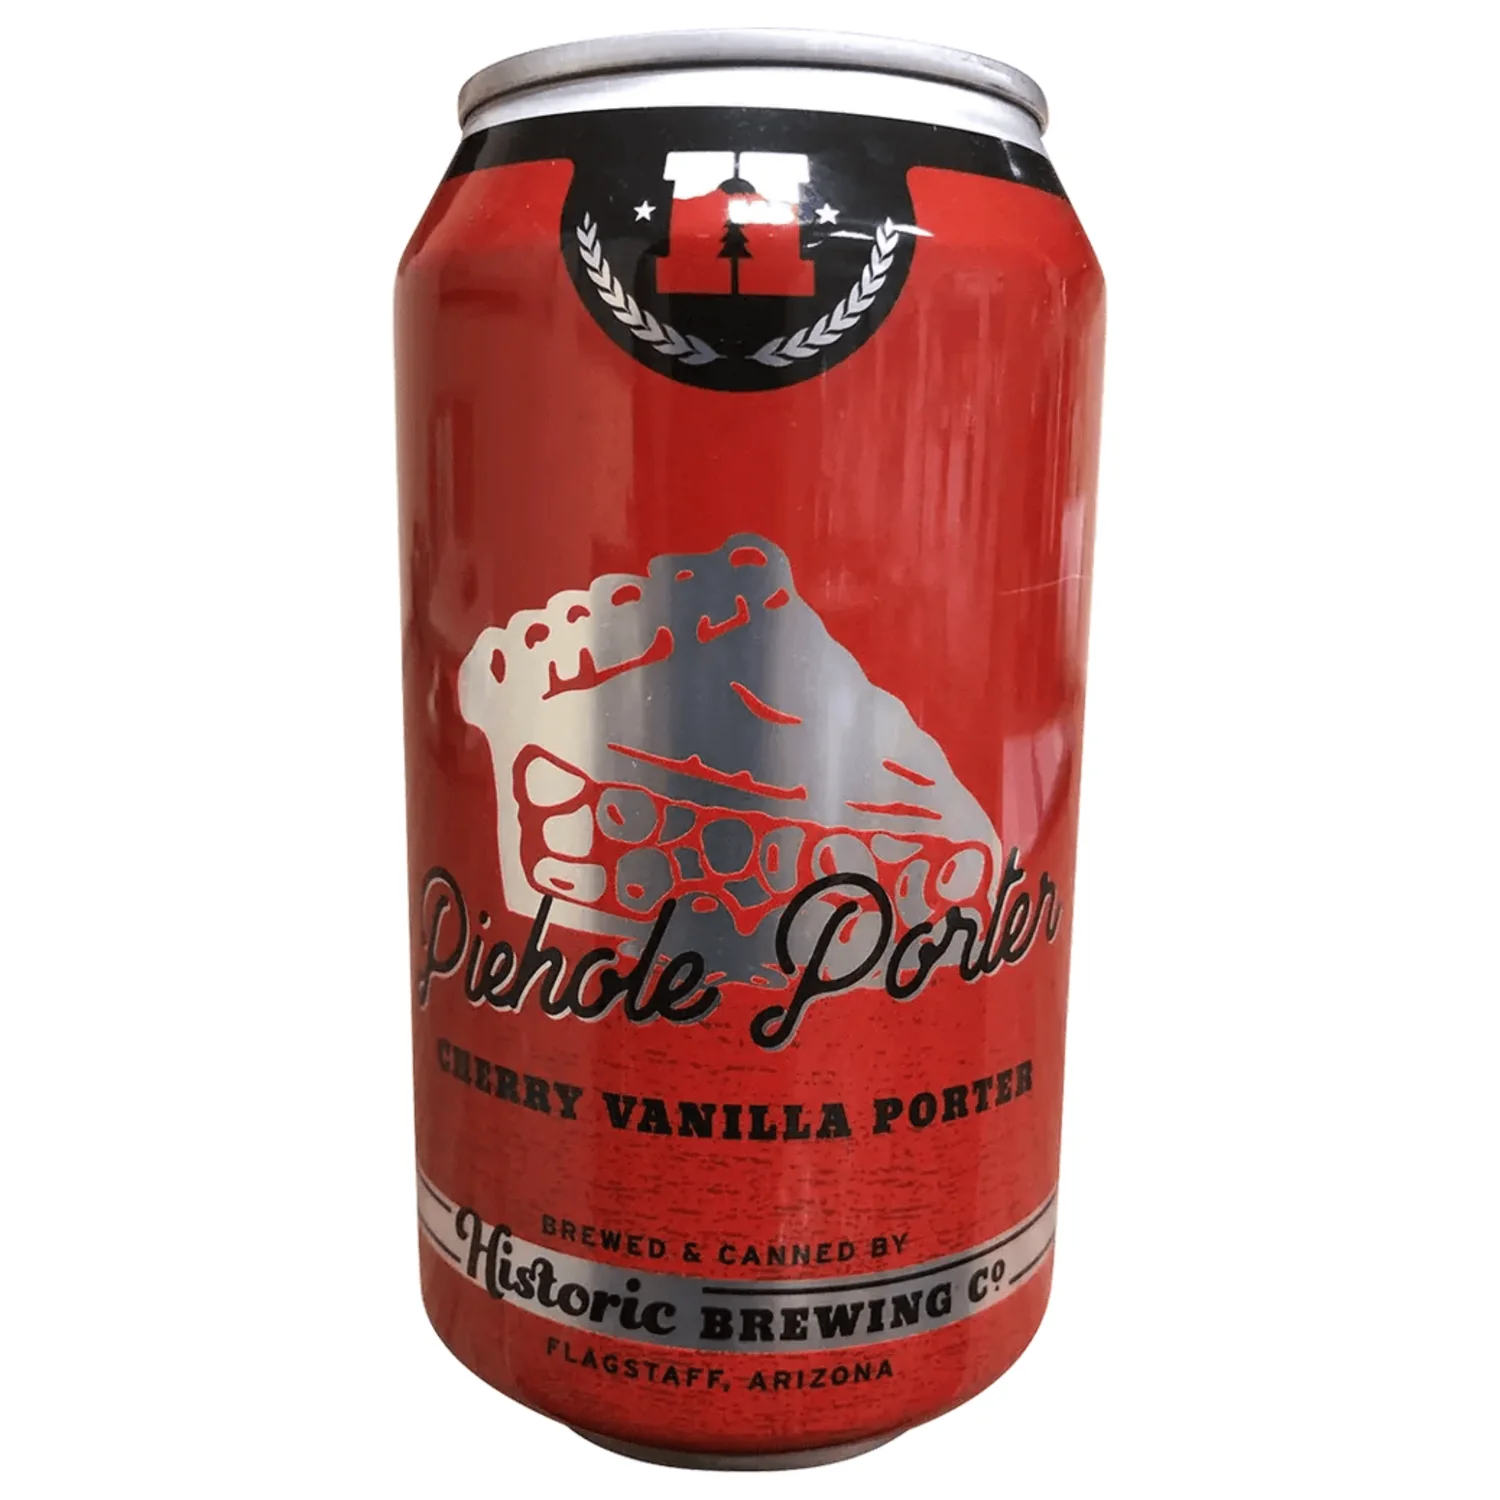 H
Piehole Porter
CHERRY VANILLA PORTER
BREWED & CANNED BY
Historic BREWING Co.
FLAGSTAFF, ARIZONA